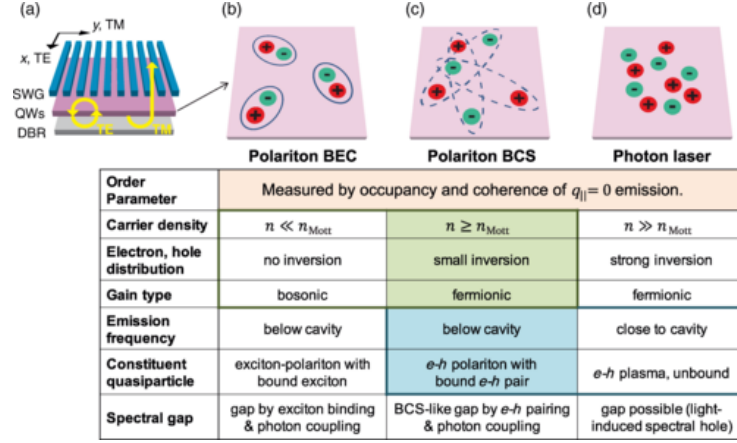 (a)
y, TM
x, TE
SWG
QWs
DBR
TE
TM
(b)
(c)
(d)
Polariton BEC
Polariton BCS
Photon laser
Order Parameter
Measured by occupancy and coherence of q|| = 0 emission.
Carrier density
n ≪ nMott
n ≥ nMott
n ≫ nMott
Electron, hole
distribution
no inversion
small inversion
strong inversion
Gain type
bosonic
fermionic
fermionic
Emission
frequency
below cavity
below cavity
close to cavity
Constituent
quasiparticle
exciton-polariton with
bound exciton
e-h polariton with
bound e-h pair
e-h plasma, unbound
Spectral gap
gap by exciton binding
& photon coupling
BCS-like gap by e-h pairing
& photon coupling
gap possible (light-
induced spectral hole)